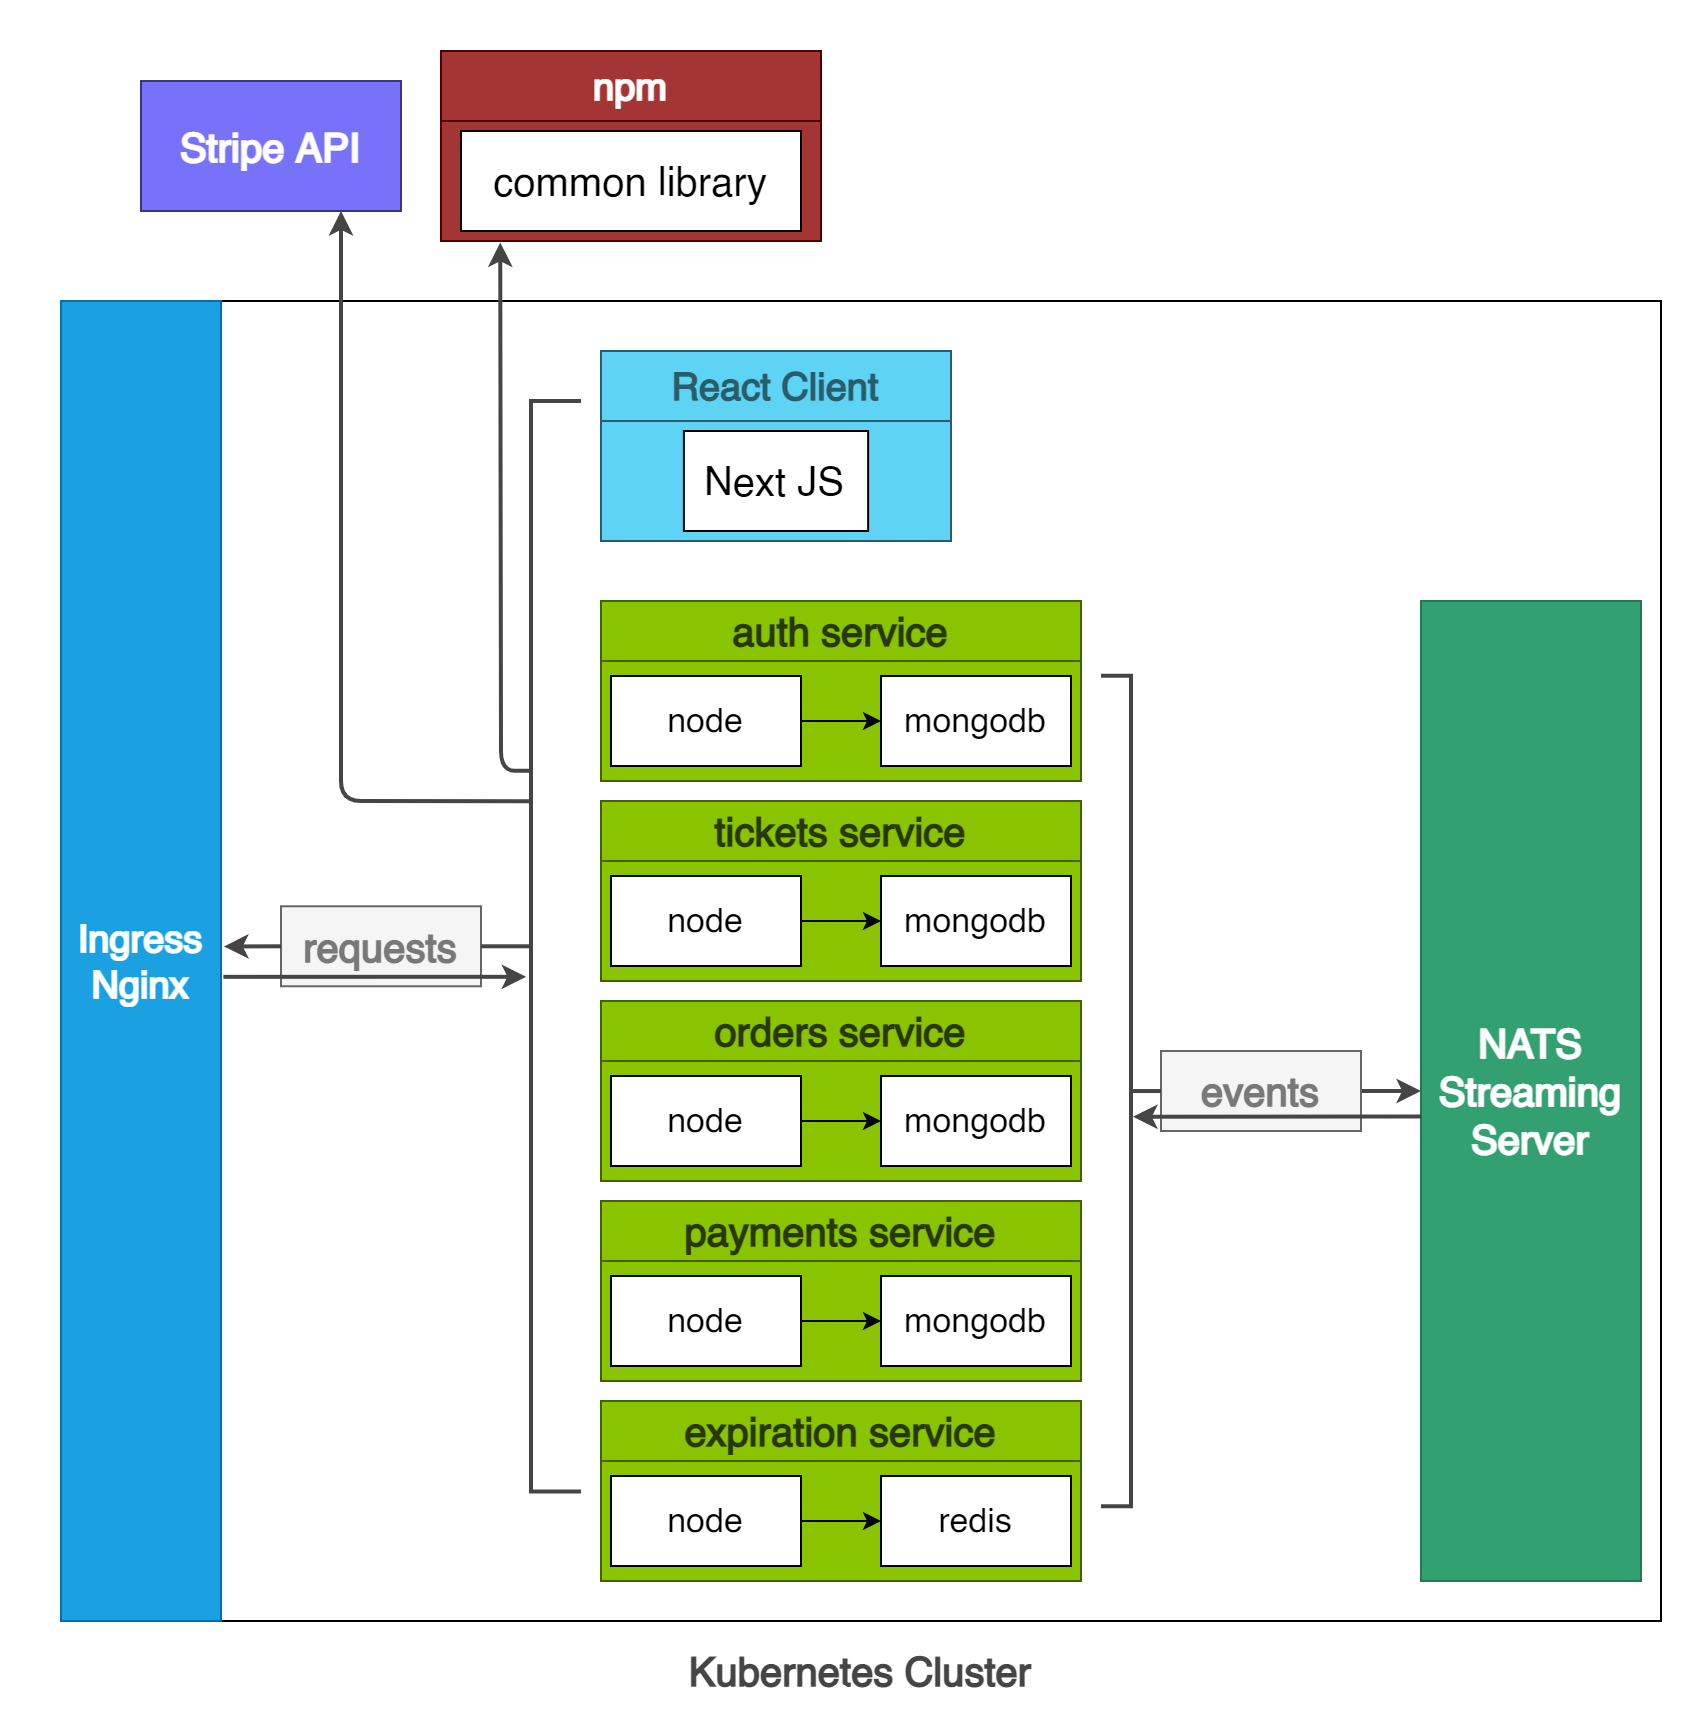 npm
Stripe API
common library
React Client
Next JS
auth service
node
mongodb
tickets service
node
mongodb
Ingress
Nginx
requests
orders service
node
mongodb
NATS
Streaming
Server
events
payments service
node
mongodb
expiration service
node
redis
Kubernetes Cluster